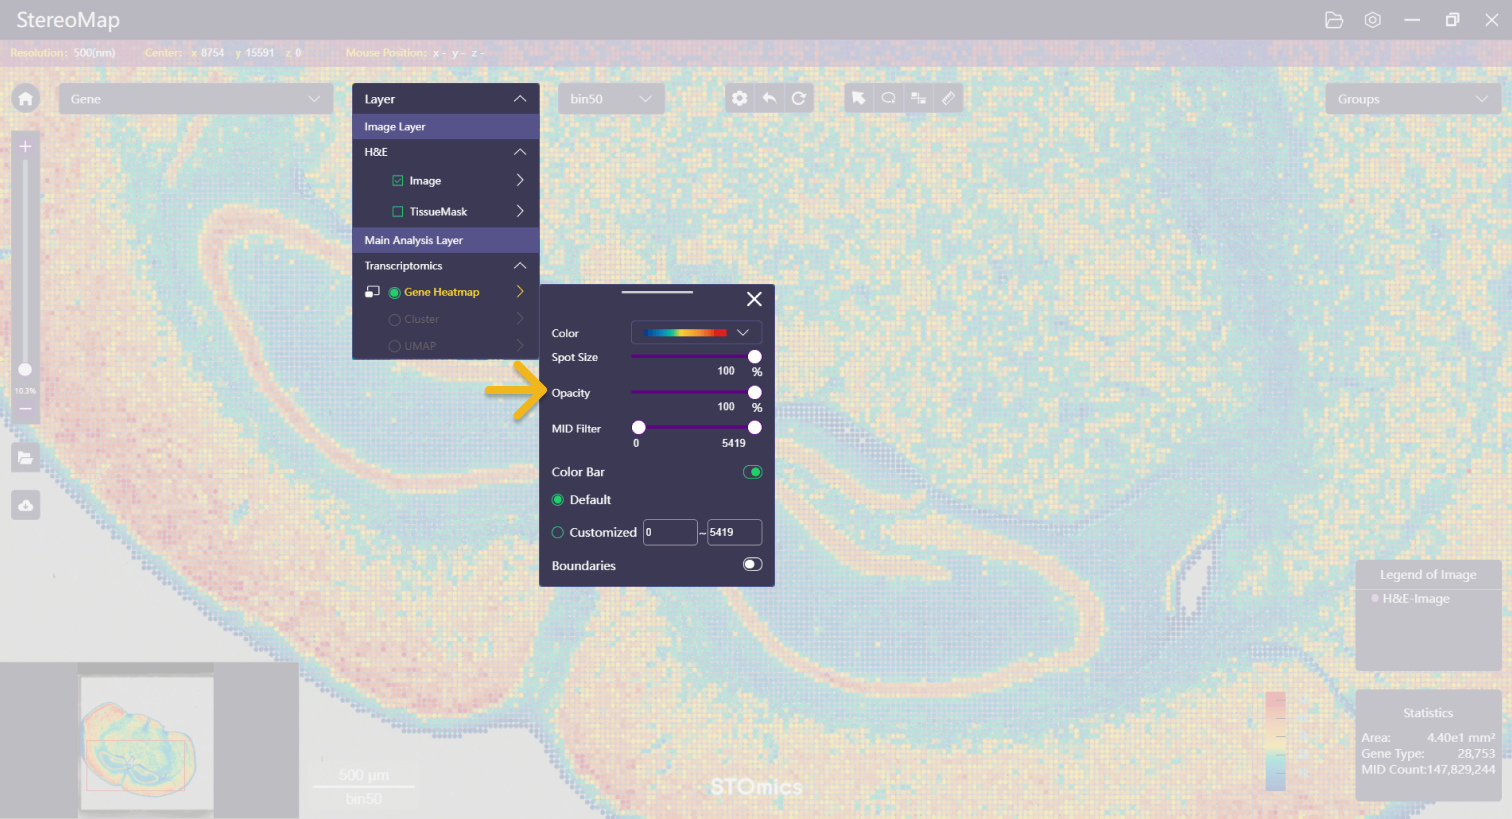 StereoMap
Resolution: 500(nm) Center: x 8754 y 15591 z 0 Mouse Position: x - y - z -
Gene
Layer
bin50
Groups
Image Layer
H&E
Image
TissueMask
Main Analysis Layer
Transcriptomics
Gene Heatmap
Cluster
UMAP
10.3%
Color
Spot Size
100 %
Opacity
100 %
MID Filter
0 5419
Color Bar
Default
Customized 0 ~ 5419
Boundaries
Legend of Image
H&E-Image
Statistics
Area: 4.40e1 mm²
Gene Type: 28,753
MID Count:147,829,244
500 μm
bin50
STOmics